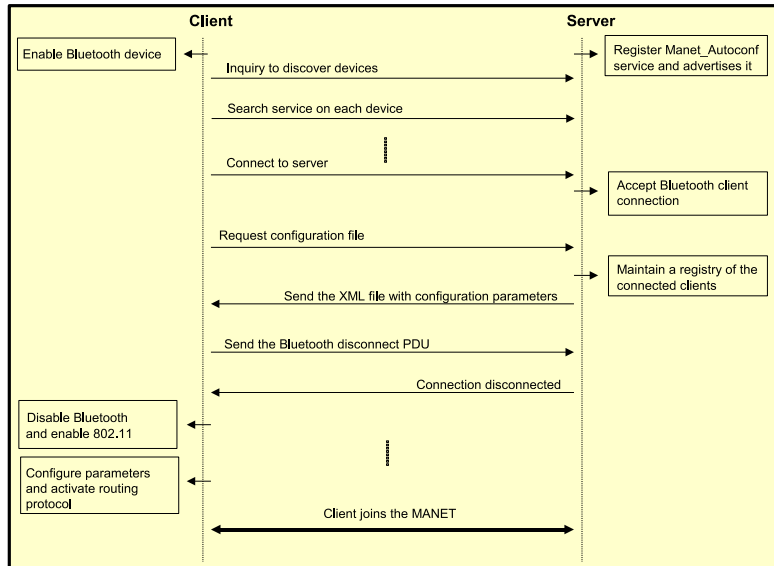 Client
Server
Enable Bluetooth device
Register Manet_Autoconf
service and advertises it
Inquiry to discover devices
Search service on each device
Connect to server
Accept Bluetooth client
connection
Request configuration file
Maintain a registry of the
connected clients
Send the XML file with configuration parameters
Send the Bluetooth disconnect PDU
Connection disconnected
Disable Bluetooth
and enable 802.11
Configure parameters
and activate routing
protocol
Client joins the MANET